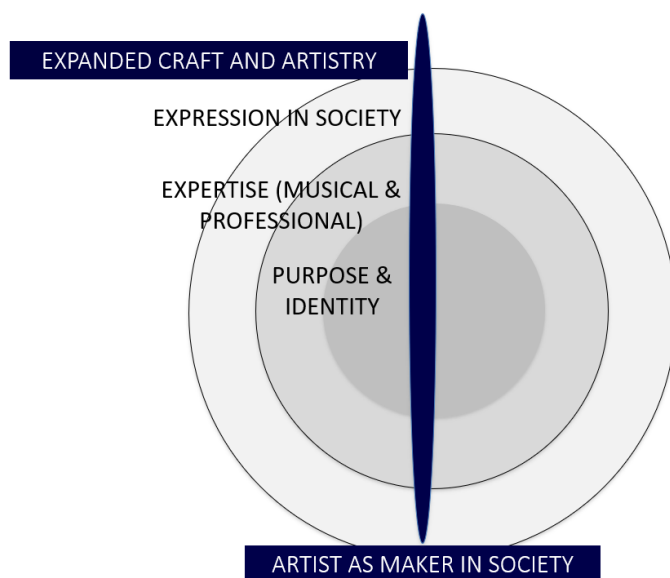 EXPANDED CRAFT AND ARTISTRY
EXPRESSION IN SOCIETY
EXPERTISE (MUSICAL &
PROFESSIONAL)
PURPOSE &
IDENTITY
ARTIST AS MAKER IN SOCIETY